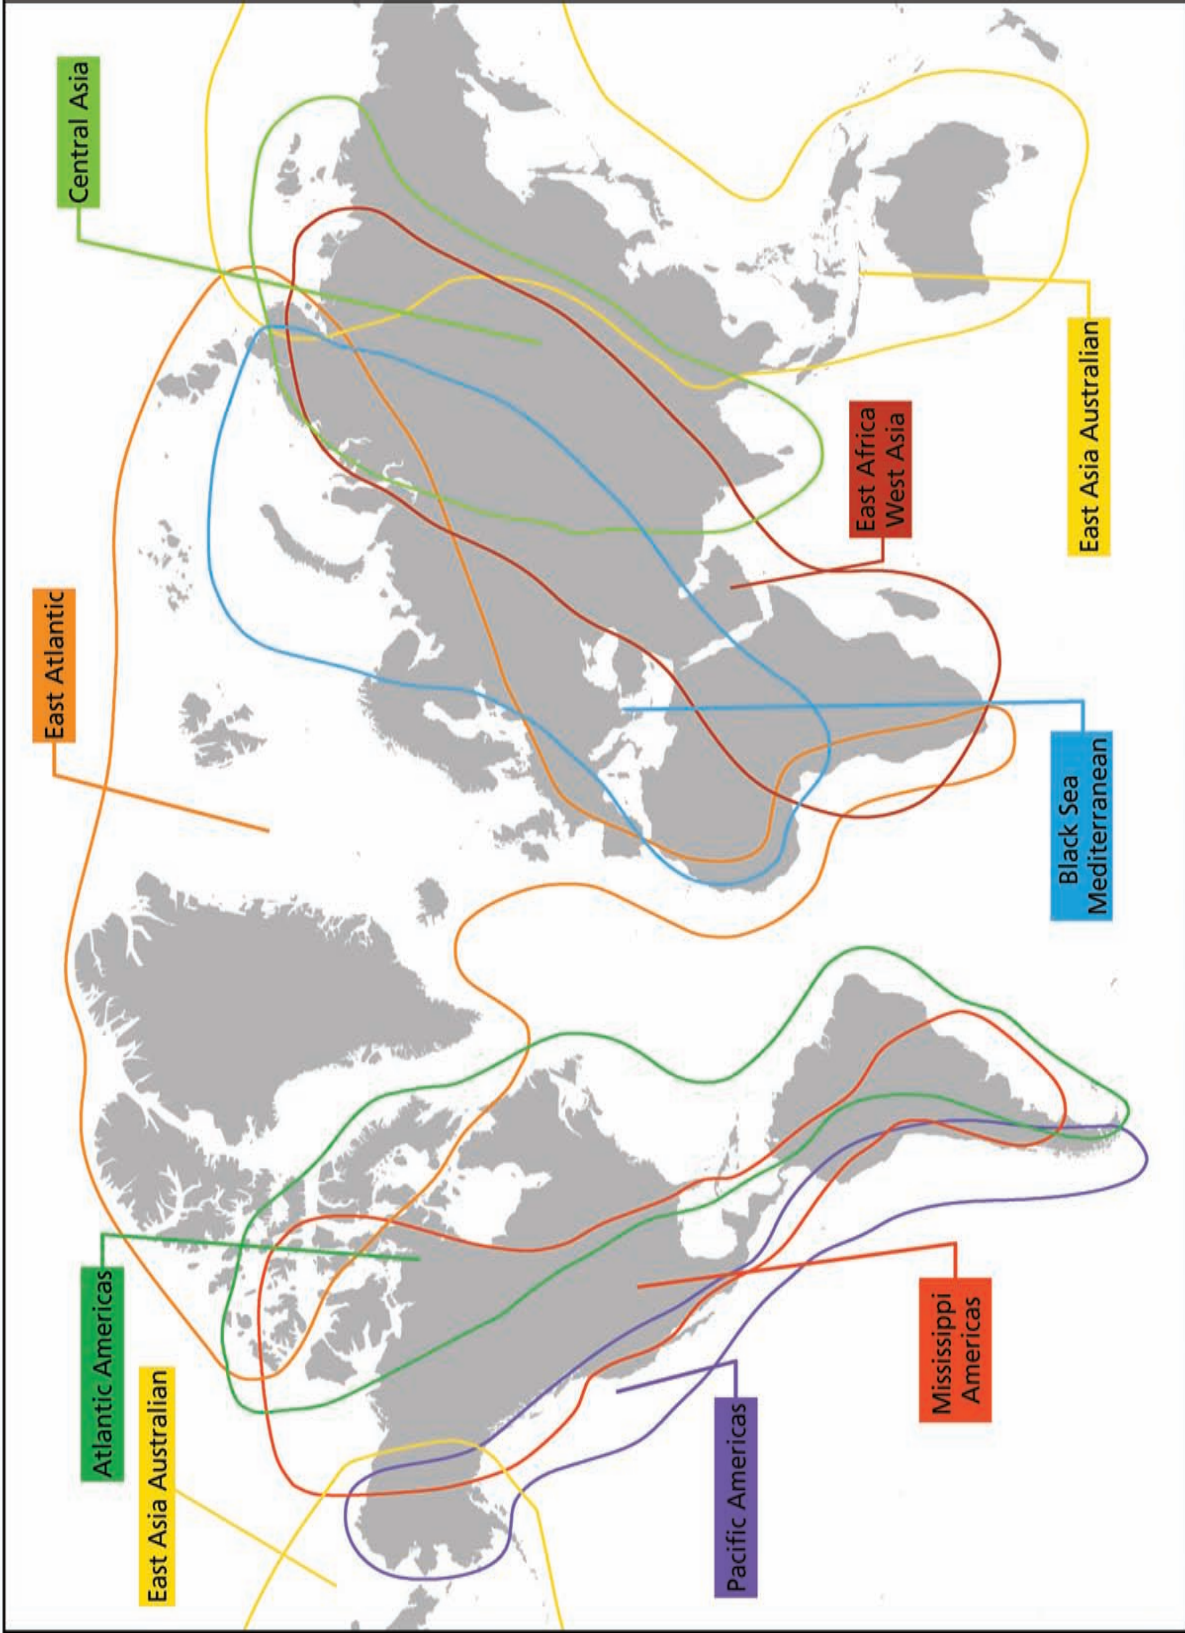 Atlantic Americas
East Asia Australian
Pacific Americas
Mississippi
Americas
East Atlantic
Black Sea
Mediterranean
Central Asia
East Africa
West Asia
East Asia Australian